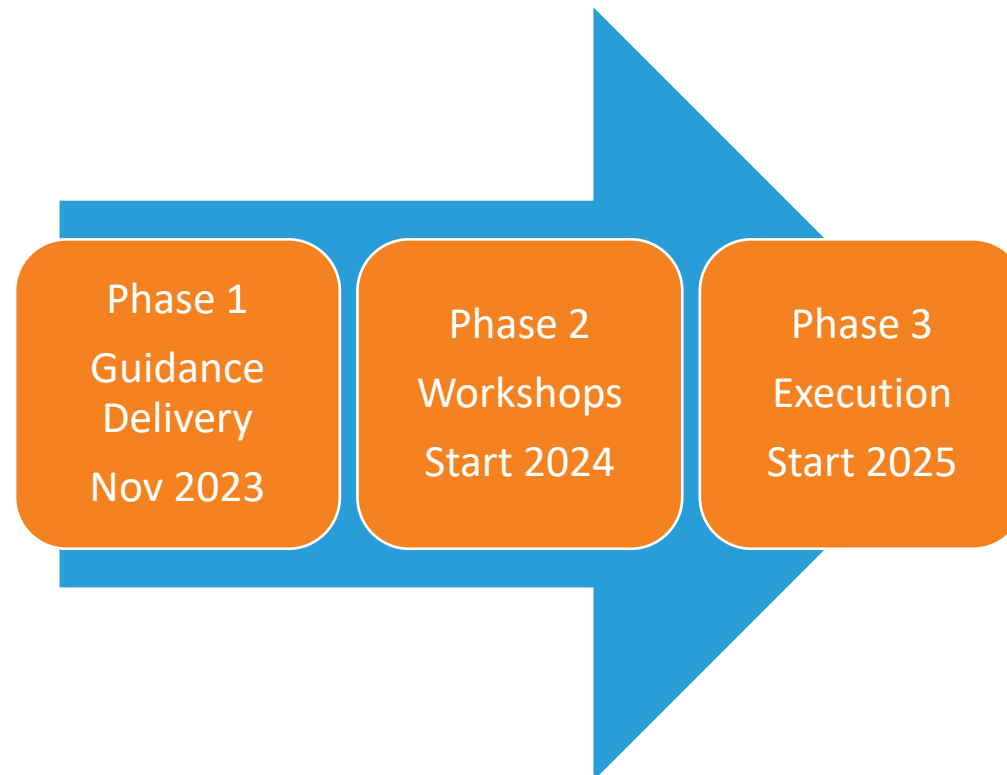 Phase 1
Guidance
Delivery
Nov 2023
Phase 2
Workshops
Start 2024
Phase 3
Execution
Start 2025